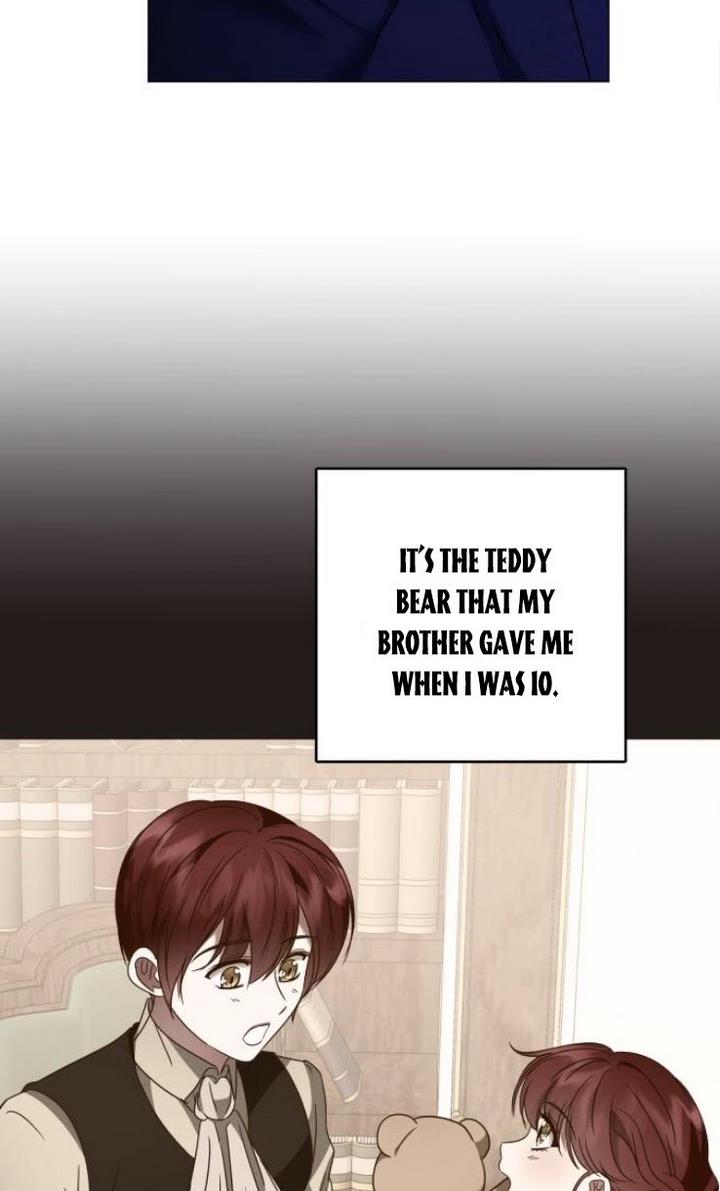 IT'S THE TEDDY
BEAR THAT MY
BROTHER GAVE ME
WHEN I WAS 10.